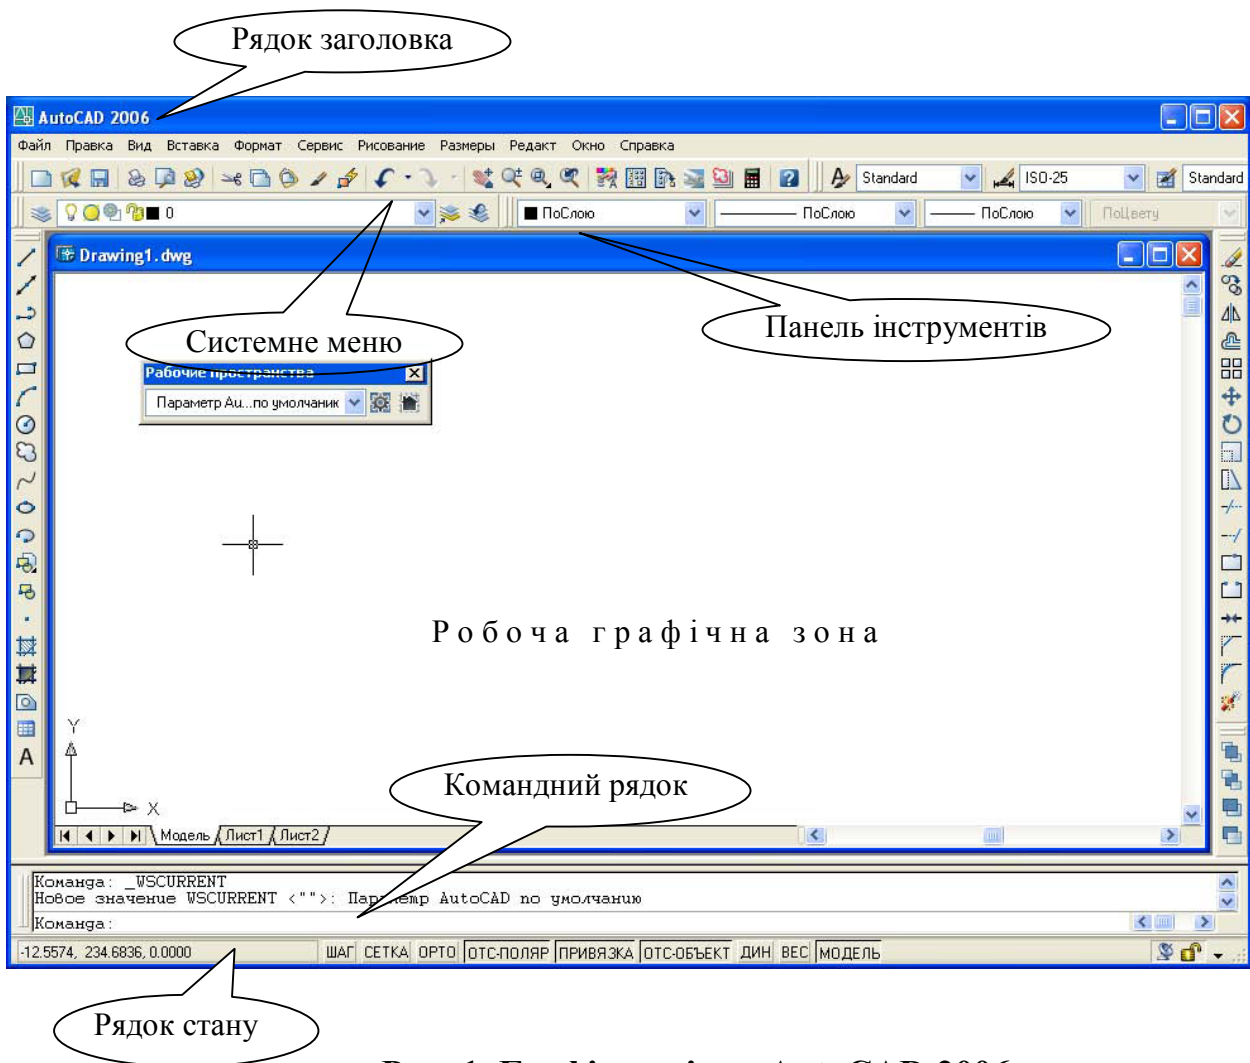 Рядок заголовка
AutoCAD 2006
Файл Правка Вид Вставка Формат Сервис Рисование Размеры Редакт Окно Справка
Standard ISO-25 Standard
0 ПоСлою ПоСлою ПоСлою ПоЦвету
Drawing1.dwg
Системне меню
Панель інструментів
Рабочие пространства
Параметр Au...по умолчанию
Робоча графічна зона
Y
A
Командний рядок
X
Модель Лист1 Лист2
Команда: _WSCURRENT
Новое значение WSCURRENT <"">: Параметр AutoCAD по умолчанию
Команда:
-12.5574, 234.6836, 0.0000 ШАГ СЕТКА ОРТО ОТС-ПОЛЯР ПРИВЯЗКА ОТС-ОБЪЕКТ ДИН ВЕС МОДЕЛЬ
Рядок стану